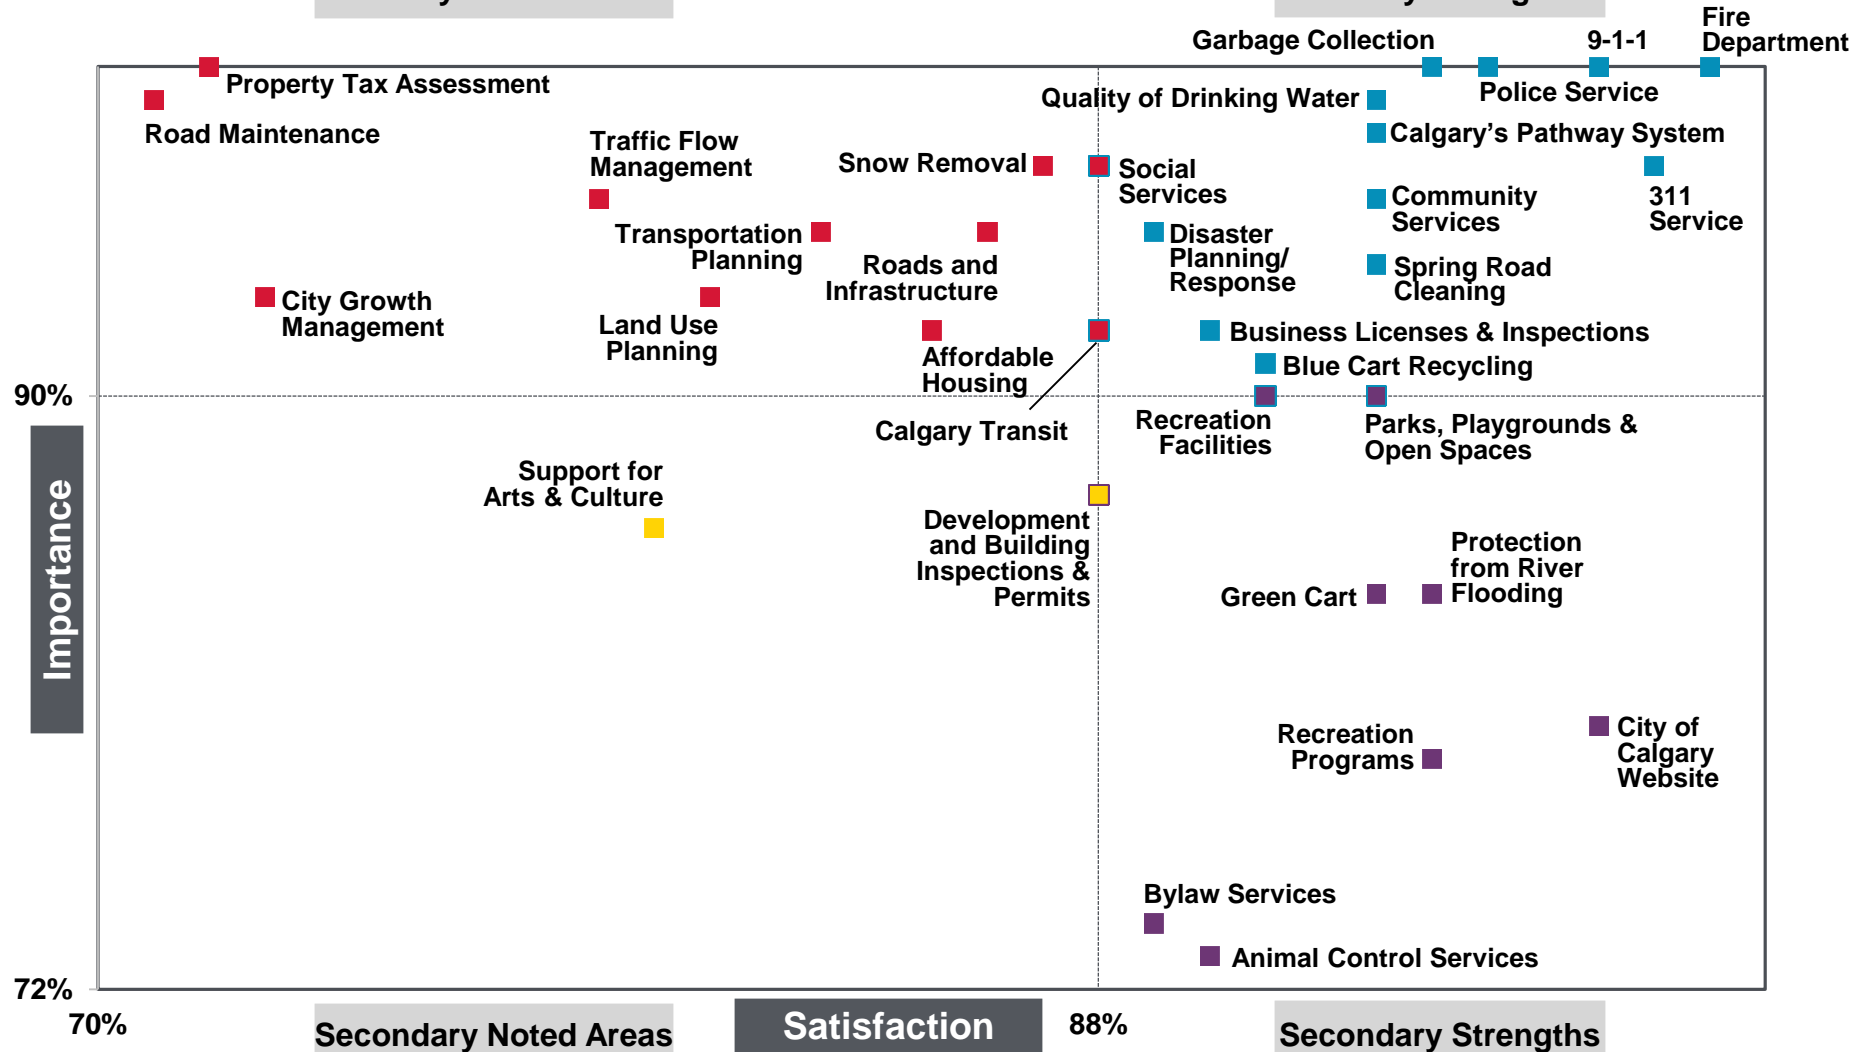 Fire
Department
Garbage Collection
9-1-1
Property Tax Assessment
Police Service
Quality of Drinking Water
Road Maintenance
Calgary’s Pathway System
Traffic Flow
Management
Snow Removal
Social
Services
Community
Services
311
Service
Transportation
Planning
Disaster
Planning/
Response
Roads and
Infrastructure
Spring Road
Cleaning
City Growth
Management
Land Use
Planning
Business Licenses & Inspections
Affordable
Housing
Blue Cart Recycling
90%
Calgary Transit
Recreation
Facilities
Parks, Playgrounds &
Open Spaces
Support for
Arts & Culture
Development
and Building
Inspections &
Permits
Protection
from River
Flooding
Green Cart
Importance
Recreation
Programs
City of
Calgary
Website
Bylaw Services
Animal Control Services
72%
70%
Secondary Noted Areas
Satisfaction
88%
Secondary Strengths